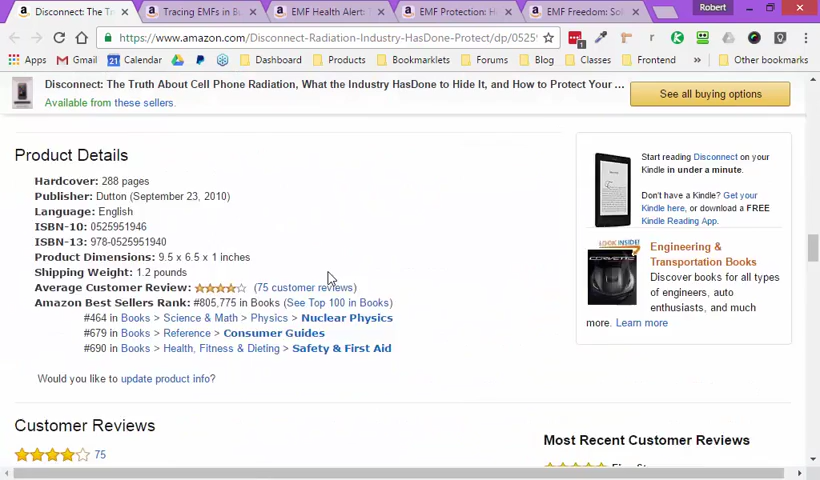 Disconnect: The Tr
Tracing EMFs in B
EMF Health Alert:
EMF Protection: H
EMF Freedom: Sol
Robert
https://www.amazon.com/Disconnect-Radiation-Industry-HasDone-Protect/dp/0525
Apps
Gmail
Calendar
Dashboard
Products
Bookmarklets
Forums
Blog
Classes
Frontend
Other bookmarks
Disconnect: The Truth About Cell Phone Radiation, What the Industry HasDone to Hide It, and How to Protect Your ...
Available from these sellers.
See all buying options
Product Details
Hardcover: 288 pages
Publisher: Dutton (September 23, 2010)
Language: English
ISBN-10: 0525951946
ISBN-13: 978-0525951940
Product Dimensions: 9.5 x 6.5 x 1 inches
Shipping Weight: 1.2 pounds
Average Customer Review: (75 customer reviews)
Amazon Best Sellers Rank: #805,775 in Books (See Top 100 in Books)
#464 in Books > Science & Math > Physics > Nuclear Physics
#679 in Books > Reference > Consumer Guides
#690 in Books > Health, Fitness & Dieting > Safety & First Aid
Would you like to update product info?
Start reading Disconnect on your
Kindle in under a minute.
Don't have a Kindle? Get your
Kindle here, or download a FREE
Kindle Reading App.
LOOK INSIDE!
CORVETTE
Engineering &
Transportation Books
Discover books for all types
of engineers, auto
enthusiasts, and much
more. Learn more
Customer Reviews
75
Most Recent Customer Reviews